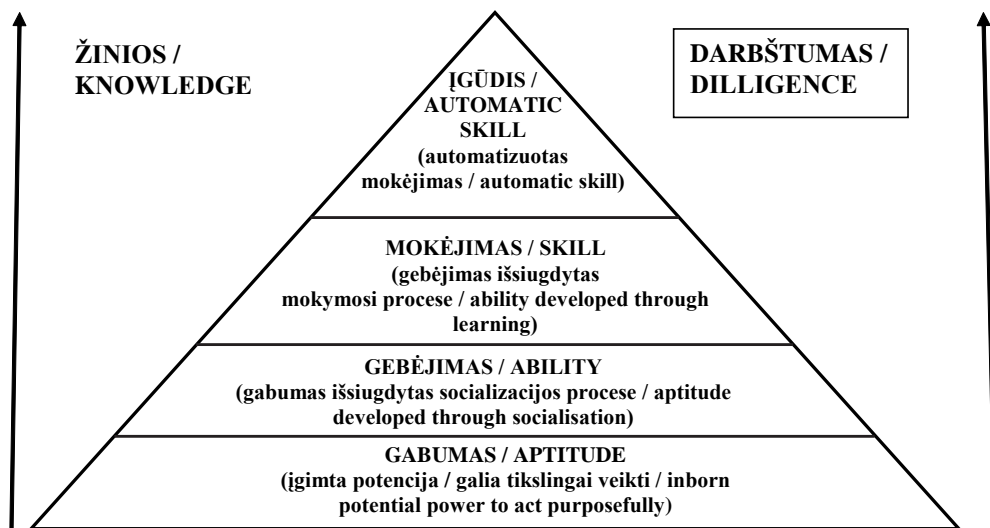 ŽINIOS /
KNOWLEDGE
DARBŠTUMAS /
DILLIGENCE
ĮGŪDIS /
AUTOMATIC
SKILL
(automatizuotas
mokėjimas / automatic skill)
MOKĖJIMAS / SKILL
(gebėjimas išsiugdytas
mokymosi procese / ability developed through
learning)
GEBĖJIMAS / ABILITY
(gabumas išsiugdytas socializacijos procese / aptitude
developed through socialisation)
GABUMAS / APTITUDE
(įgimta potencija / galia tikslingai veikti / inborn
potential power to act purposefully)